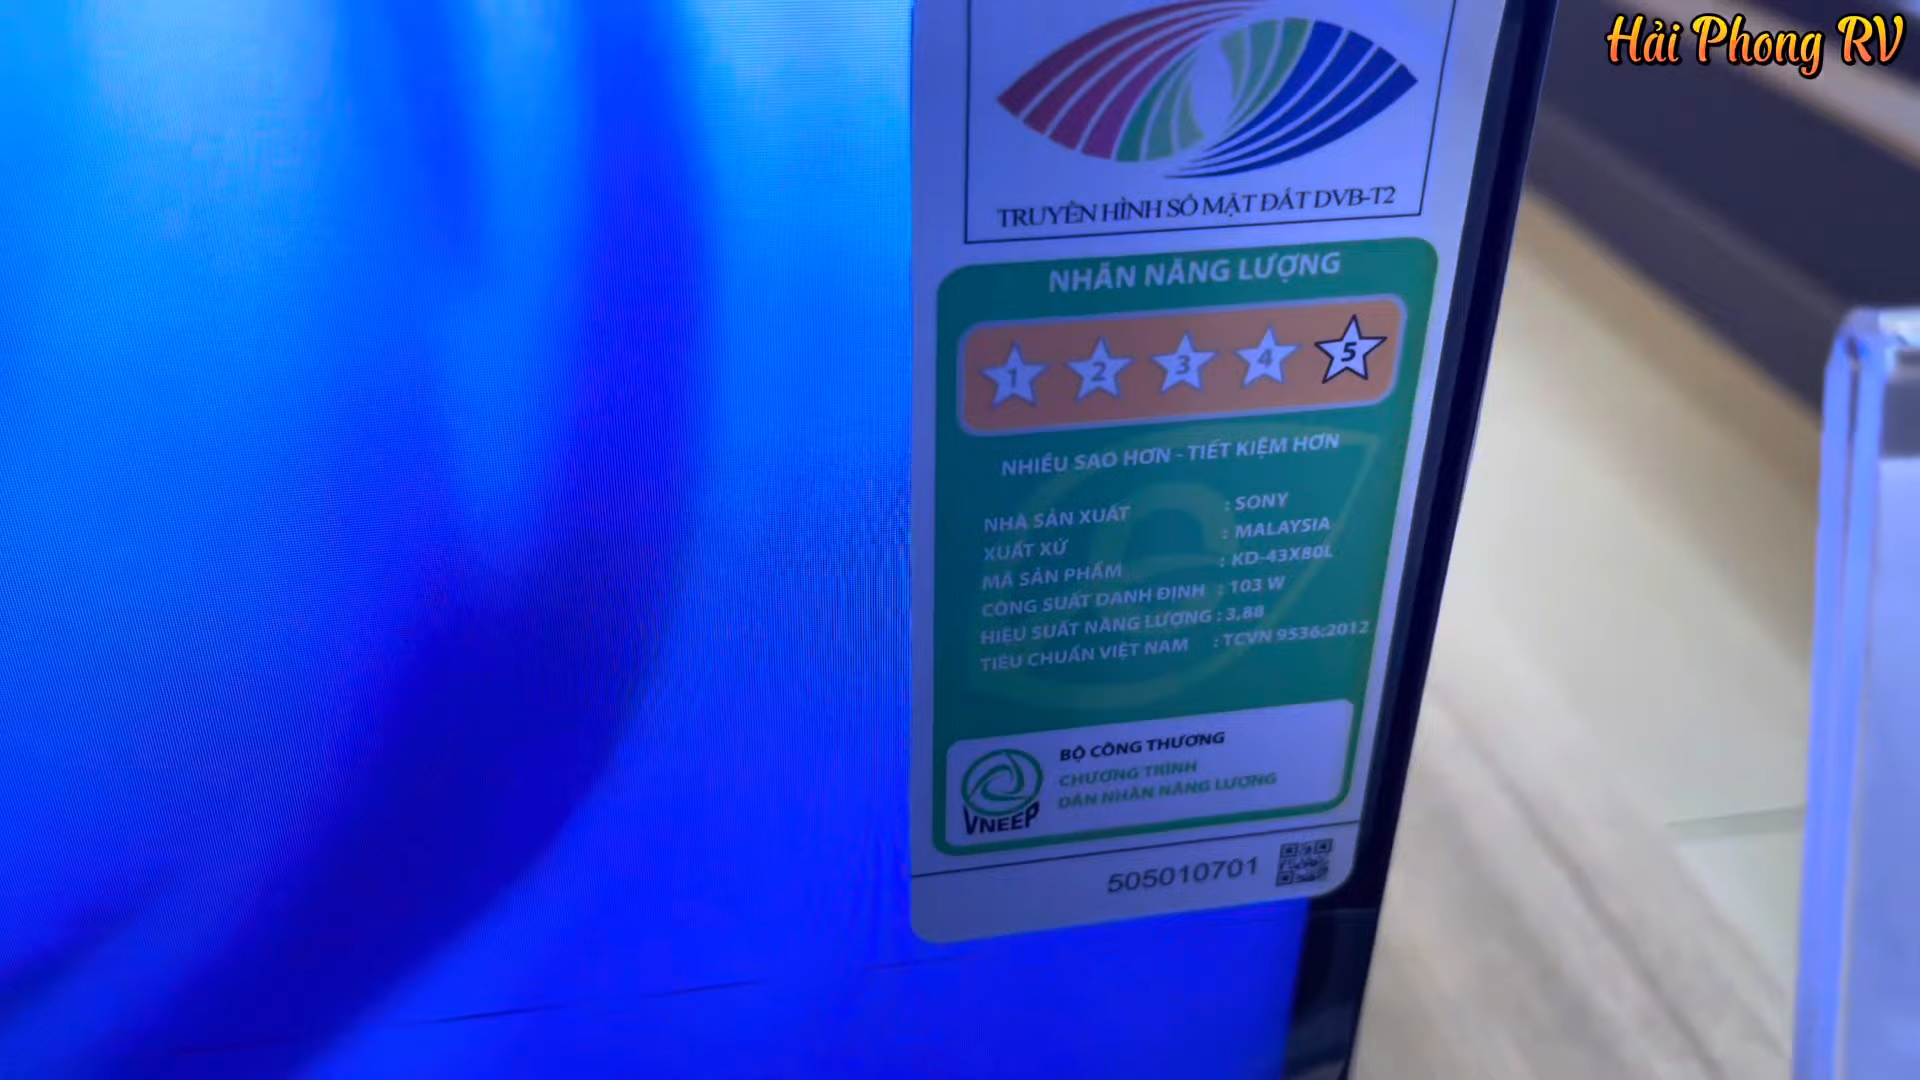 Hải Phong RV
TRUYỀN HÌNH SỐ MẶT ĐẤT DVB-T2
NHÃN NĂNG LƯỢNG
1 2 3 4 5
NHIỀU SAO HƠN - TIẾT KIỆM HƠN
NHÀ SẢN XUẤT : SONY
XUẤT XỨ : MALAYSIA
MÃ SẢN PHẨM : KD-43X80L
CÔNG SUẤT DANH ĐỊNH : 103 W
HIỆU SUẤT NĂNG LƯỢNG : 3,88
TIÊU CHUẨN VIỆT NAM : TCVN 9536:2012
BỘ CÔNG THƯƠNG
CHƯƠNG TRÌNH
DÁN NHÃN NĂNG LƯỢNG
VNEEP
505010701